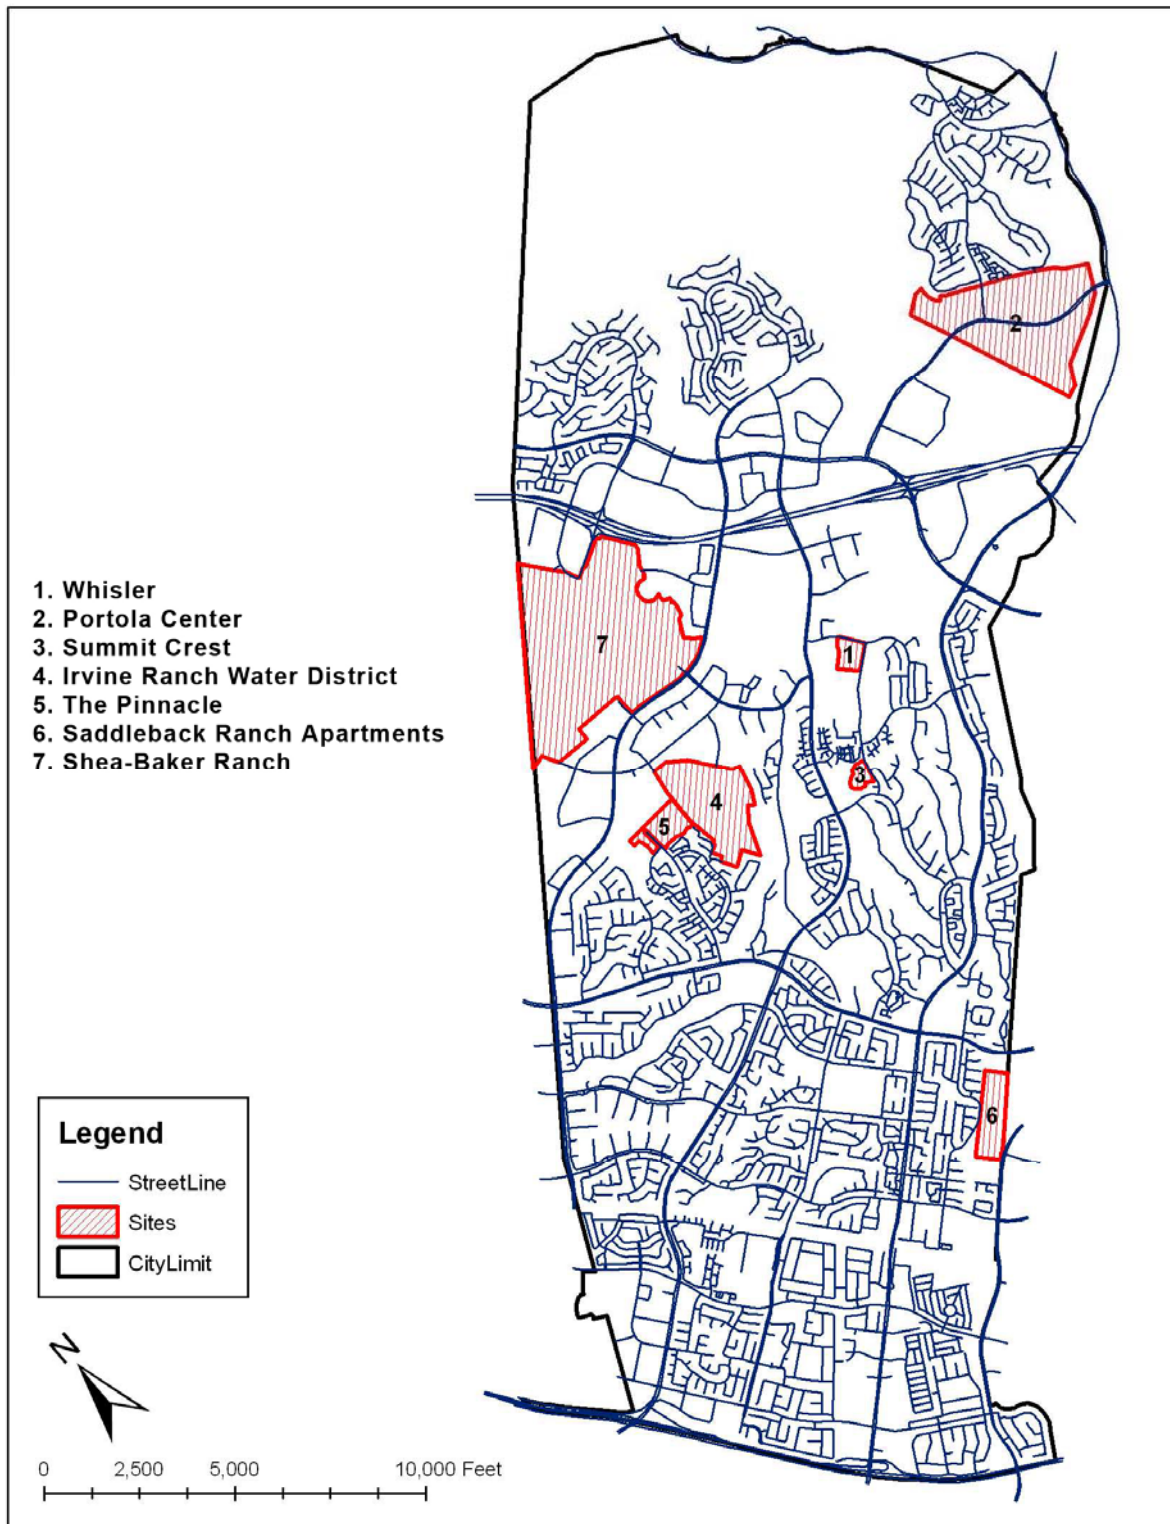 1. Whisler
2. Portola Center
3. Summit Crest
4. Irvine Ranch Water District
5. The Pinnacle
6. Saddleback Ranch Apartments
7. Shea-Baker Ranch
2
7
1
3
4
5
6
Legend
StreetLine
Sites
CityLimit
N
0 2,500 5,000 10,000 Feet